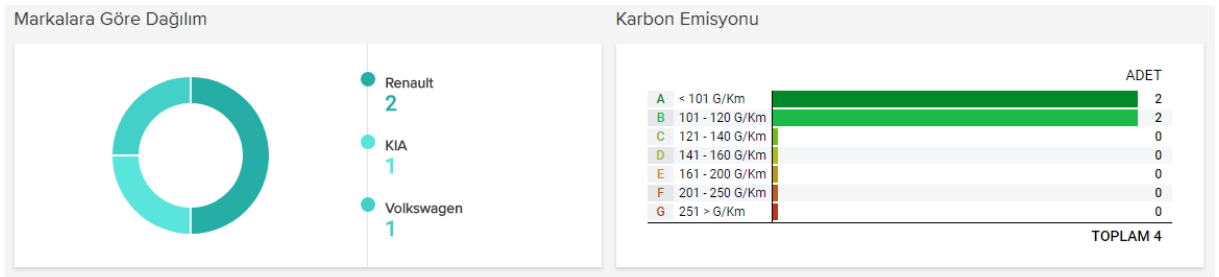 Markalara Göre Dağılım
Renault
2
KIA
1
Volkswagen
1
Karbon Emisyonu
ADET
A < 101 G/Km 2
B 101 - 120 G/Km 2
C 121 - 140 G/Km 0
D 141 - 160 G/Km 0
E 161 - 200 G/Km 0
F 201 - 250 G/Km 0
G 251 > G/Km 0
TOPLAM 4